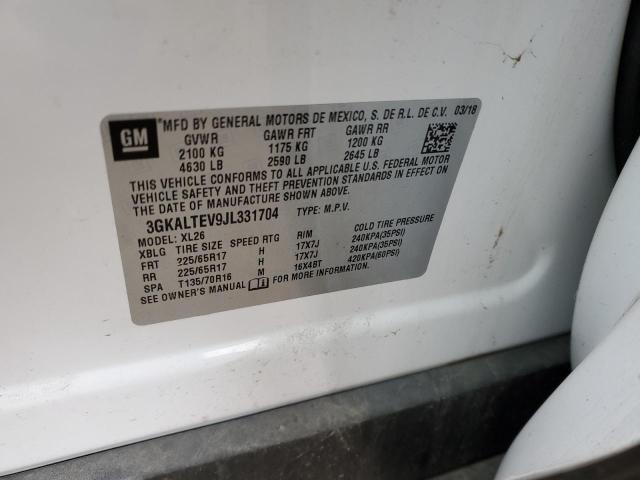 GM
*MFD BY GENERAL MOTORS DE MEXICO, S. DE R.L. DE C.V. 03/18
GVWR GAWR FRT GAWR RR
2100 KG 1175 KG 1200 KG
4630 LB 2590 LB 2645 LB
THIS VEHICLE CONFORMS TO ALL APPLICABLE U.S. FEDERAL MOTOR
VEHICLE SAFETY AND THEFT PREVENTION STANDARDS IN EFFECT
ON THE DATE OF MANUFACTURE SHOWN ABOVE.
3GKALTEV9JL331704 TYPE: M.P.V.
MODEL: XL26
XBLG TIRE SIZE SPEED RTG RIM COLD TIRE PRESSURE
FRT 225/65R17 H 17X7J 240KPA(35PSI)
RR 225/65R17 H 17X7J 240KPA(35PSI)
SPA T135/70R16 M 16X4BT 420KPA(60PSI)
SEE OWNER'S MANUAL FOR MORE INFORMATION.